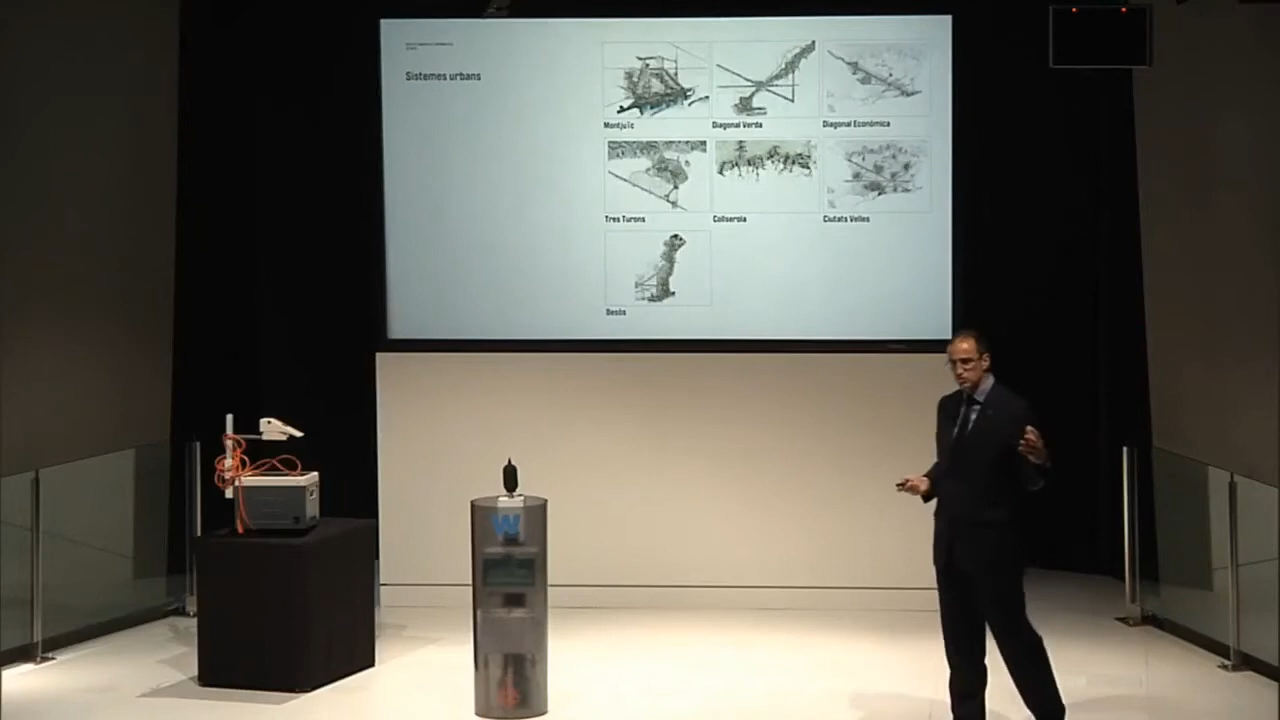 Sistemes urbans
Montjuïc
Diagonal Verda
Diagonal Econòmica
Tres Turons
Collserola
Ciutats Velles
Besòs
W